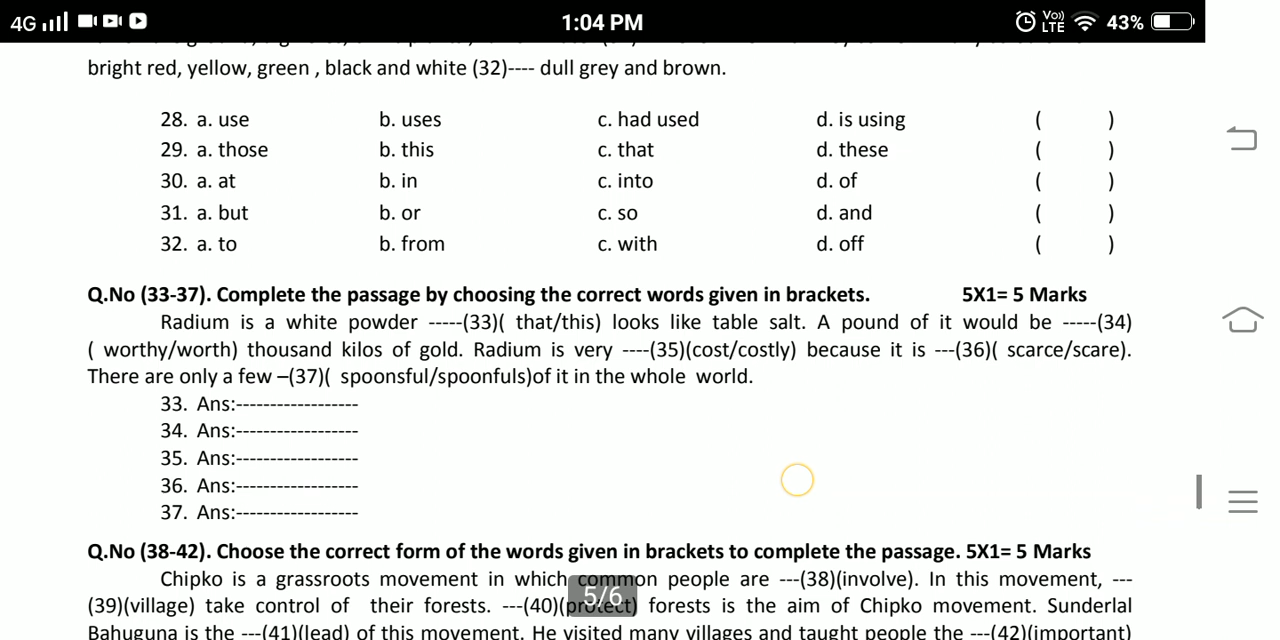 4G 1:04 PM Vo) LTE 43%
bright red, yellow, green , black and white (32)---- dull grey and brown.
28. a. use b. uses c. had used d. is using ( )
29. a. those b. this c. that d. these ( )
30. a. at b. in c. into d. of ( )
31. a. but b. or c. so d. and ( )
32. a. to b. from c. with d. off ( )
Q.No (33-37). Complete the passage by choosing the correct words given in brackets. 5X1= 5 Marks
Radium is a white powder -----(33)( that/this) looks like table salt. A pound of it would be -----(34)
( worthy/worth) thousand kilos of gold. Radium is very ----(35)(cost/costly) because it is ---(36)( scarce/scare).
There are only a few –(37)( spoonsful/spoonfuls)of it in the whole world.
33. Ans:------------------
34. Ans:------------------
35. Ans:------------------
36. Ans:------------------
37. Ans:------------------
Q.No (38-42). Choose the correct form of the words given in brackets to complete the passage. 5X1= 5 Marks
Chipko is a grassroots movement in which common people are ---(38)(involve). In this movement, ---
(39)(village) take control of their forests. ---(40)(protect) forests is the aim of Chipko movement. Sunderlal
5/6
Bahuguna is the ---(41)(lead) of this movement. He visited many villages and taught people the ---(42)(important)